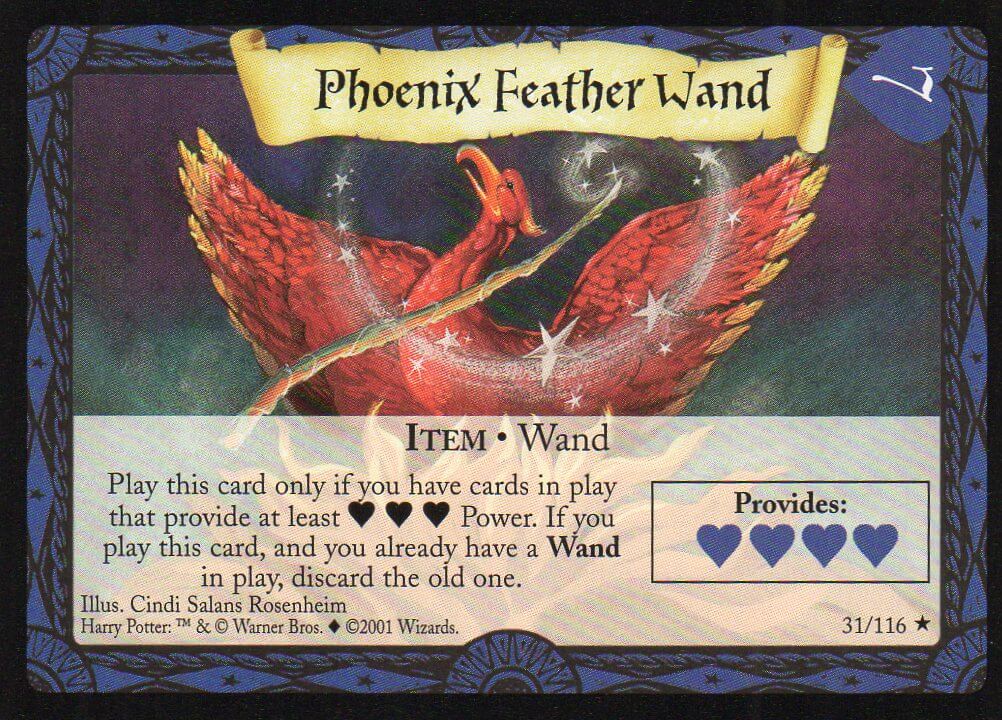 Phoenix Feather Wand
7
ITEM • Wand
Play this card only if you have cards in play
that provide at least ♥ ♥ ♥ Power. If you
play this card, and you already have a Wand
in play, discard the old one.
Provides:
Illus. Cindi Salans Rosenheim
Harry Potter: ™ & © Warner Bros. ♦ ©2001 Wizards.
31/116 ★